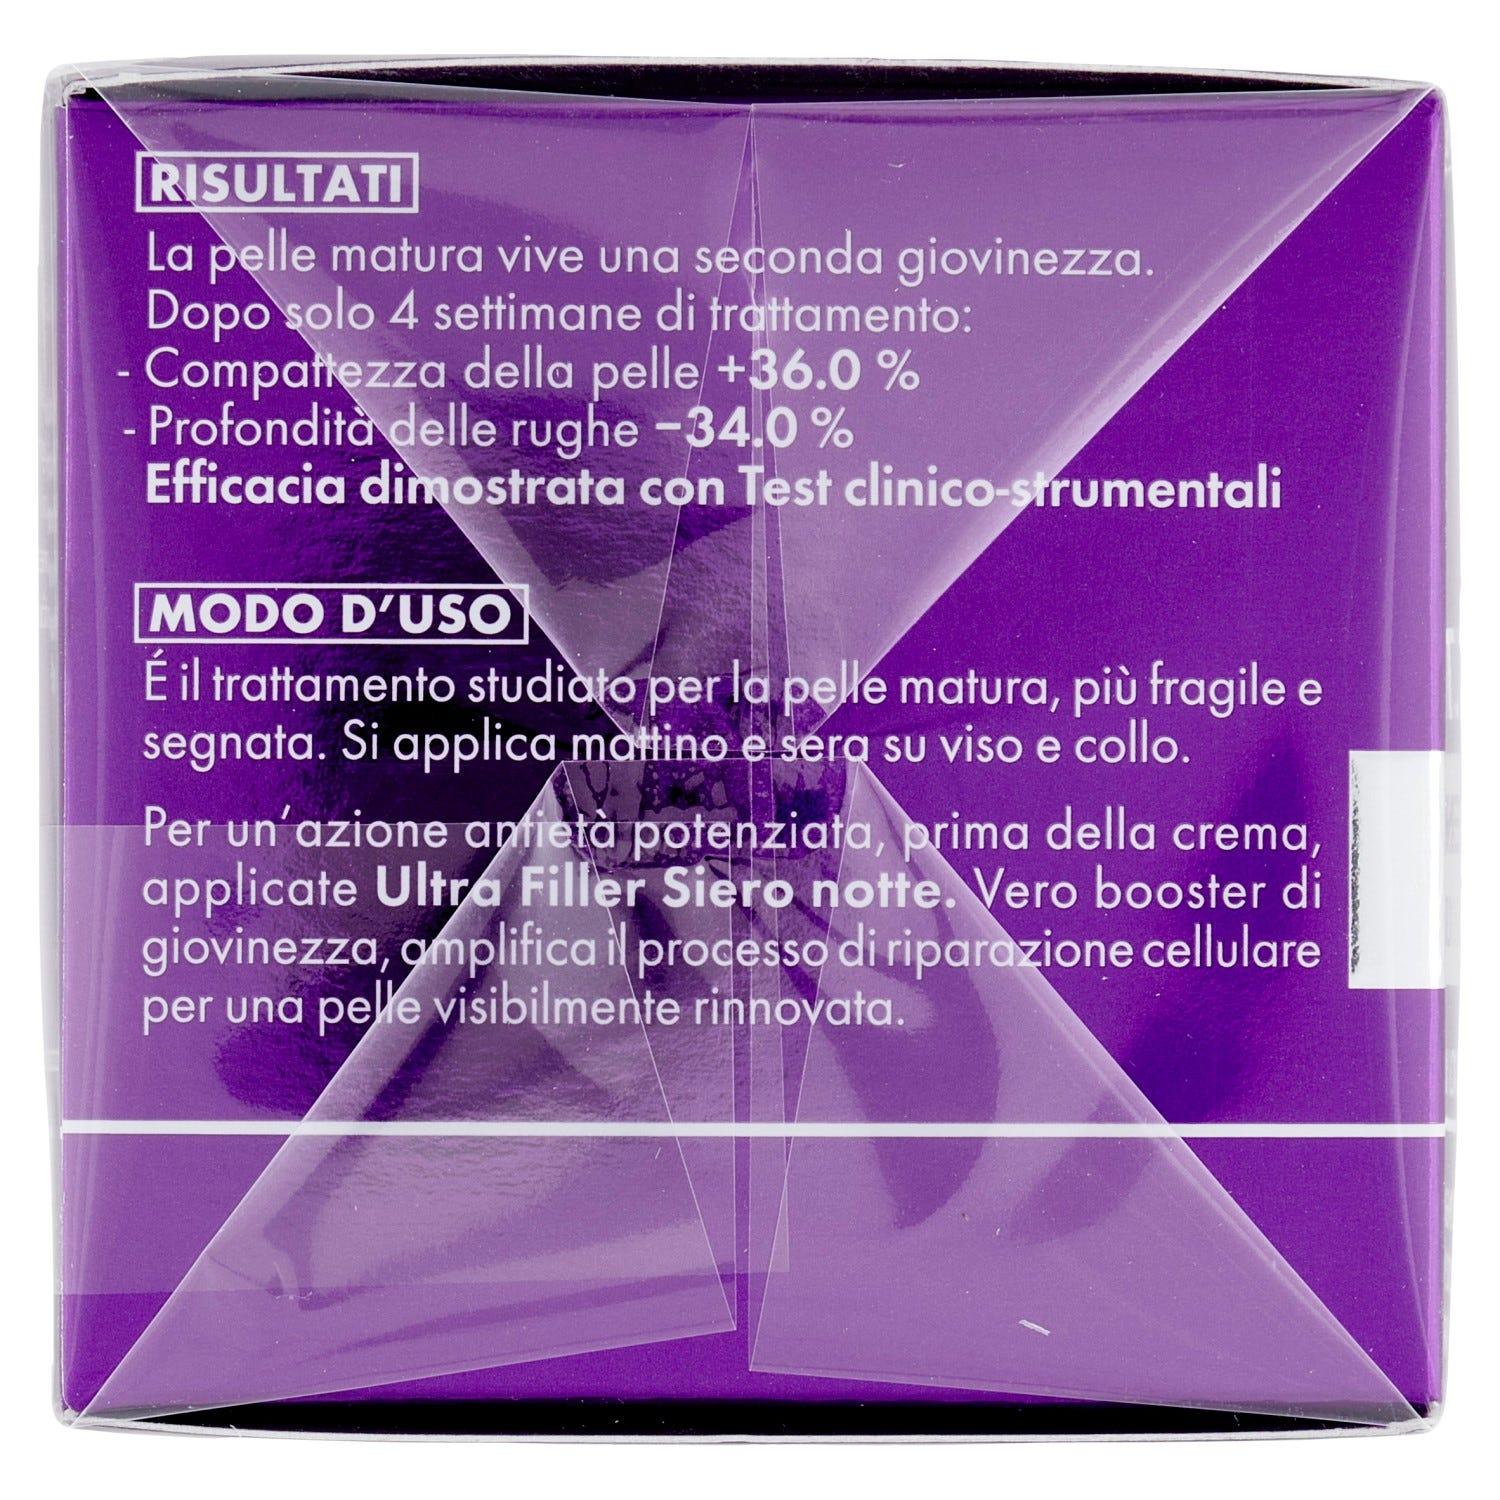 RISULTATI
La pelle matura vive una seconda giovinezza.
Dopo solo 4 settimane di trattamento:
- Compattezza della pelle +36.0 %
- Profondità delle rughe –34.0 %
Efficacia dimostrata con Test clinico-strumentali
MODO D'USO
É il trattamento studiato per la pelle matura, più fragile e
segnata. Si applica mattino e sera su viso e collo.
Per un'azione antietà potenziata, prima della crema,
applicate Ultra Filler Siero notte. Vero booster di
giovinezza, amplifica il processo di riparazione cellulare
per una pelle visibilmente rinnovata.